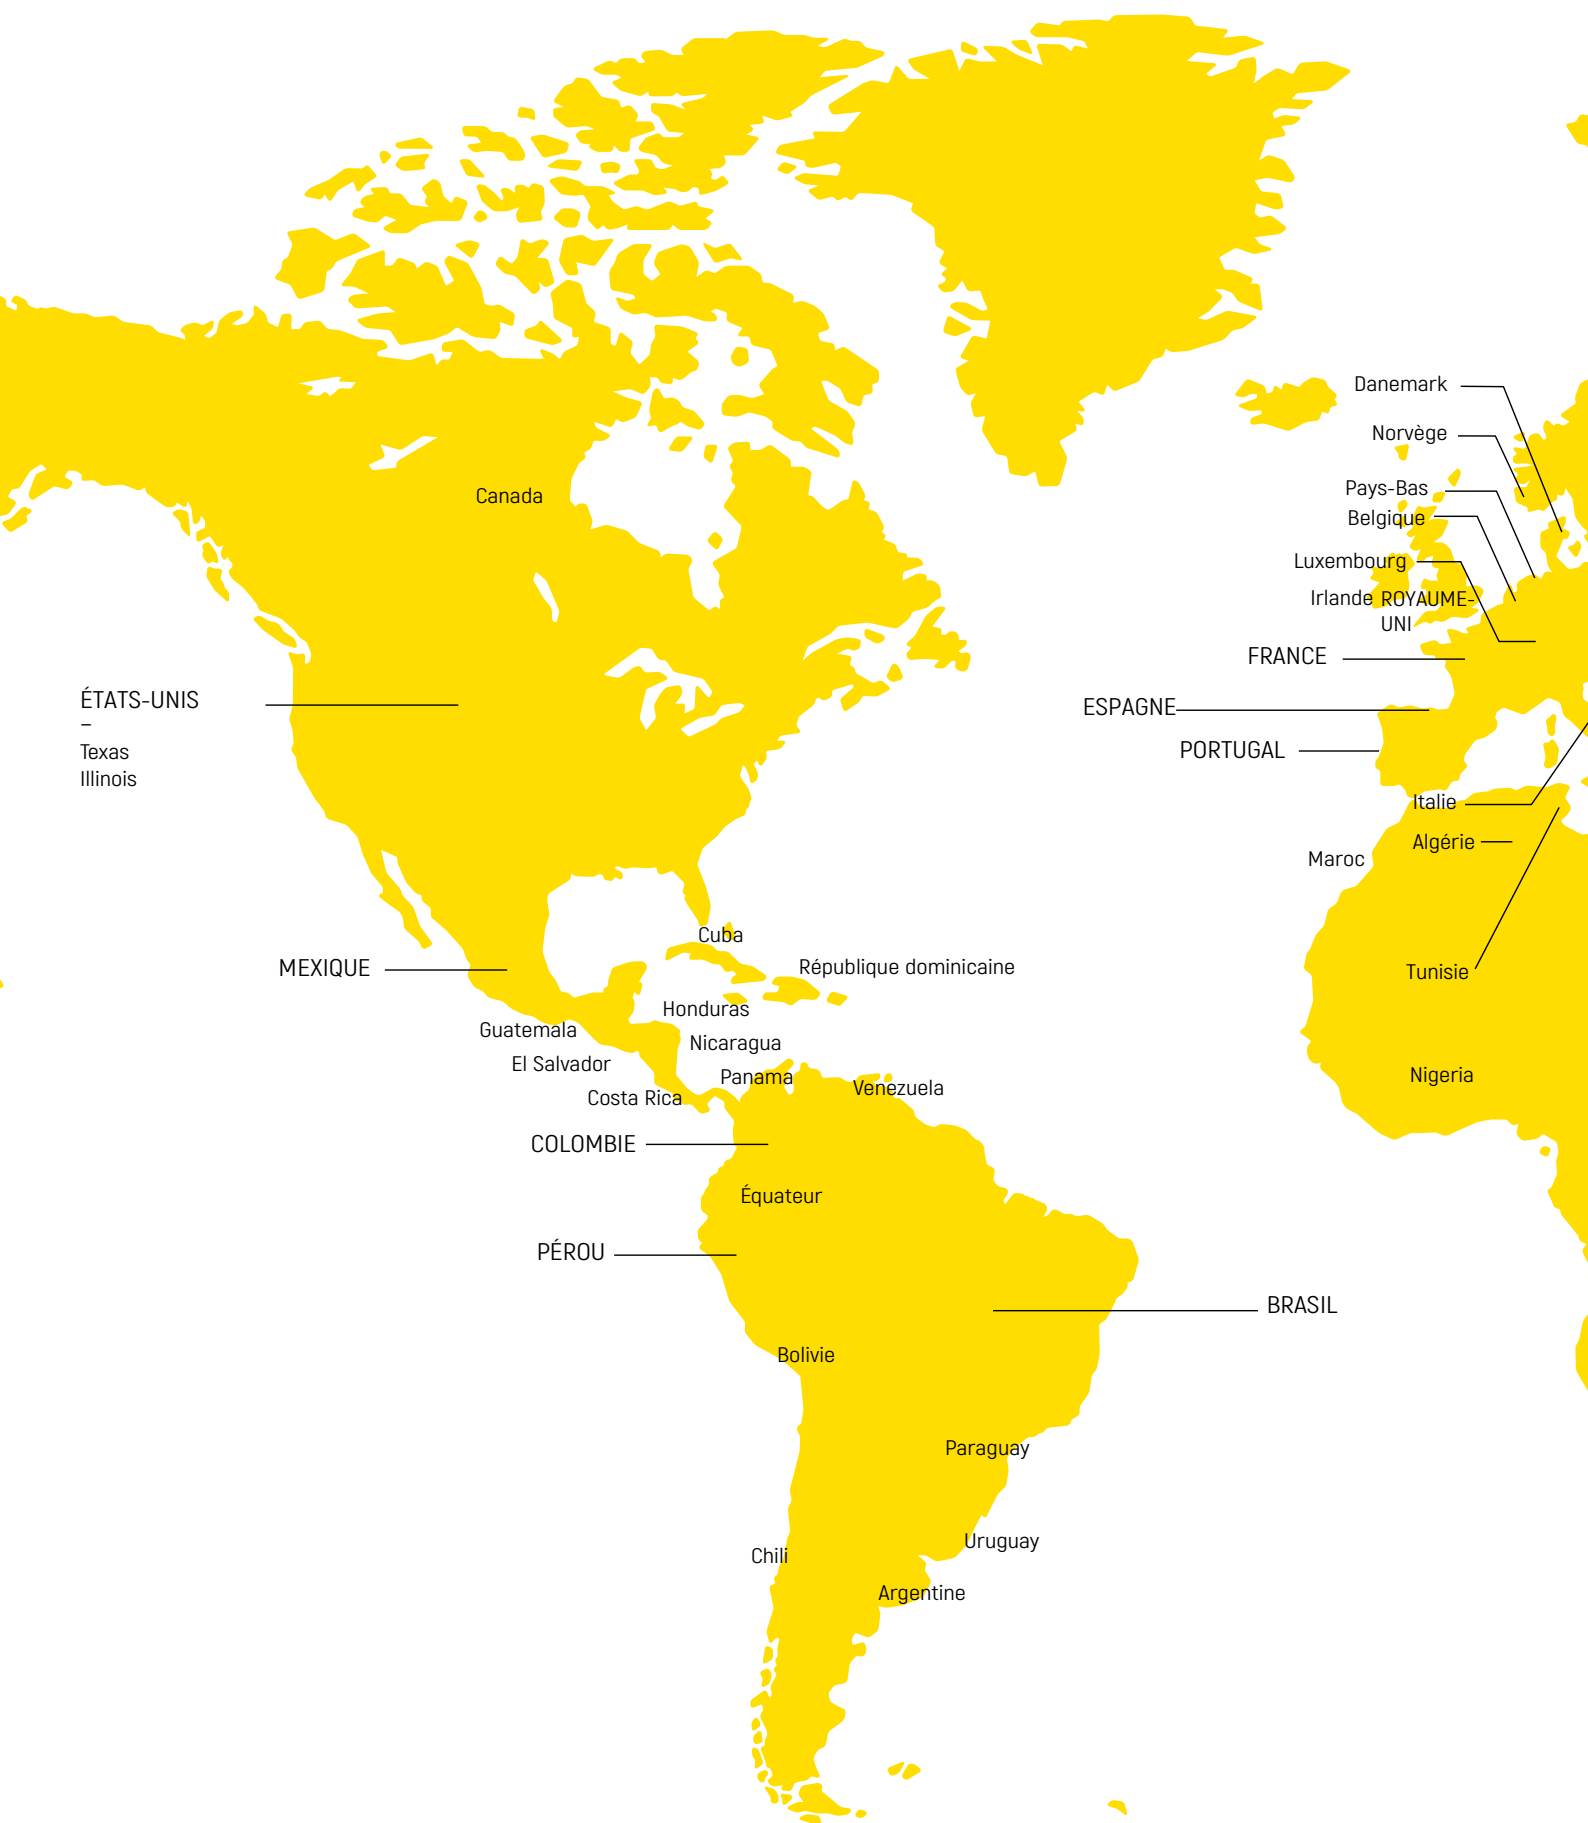 Danemark
Norvège
Pays-Bas
Canada
Belgique
Luxembourg
Irlande
ROYAUME-
UNI
FRANCE
ÉTATS-UNIS
–
Texas
Illinois
ESPAGNE
PORTUGAL
Italie
Algérie
Maroc
Cuba
MEXIQUE
République dominicaine
Tunisie
Honduras
Guatemala
Nicaragua
El Salvador
Panama
Nigeria
Venezuela
Costa Rica
COLOMBIE
Équateur
PÉROU
BRASIL
Bolivie
Paraguay
Uruguay
Chili
Argentine